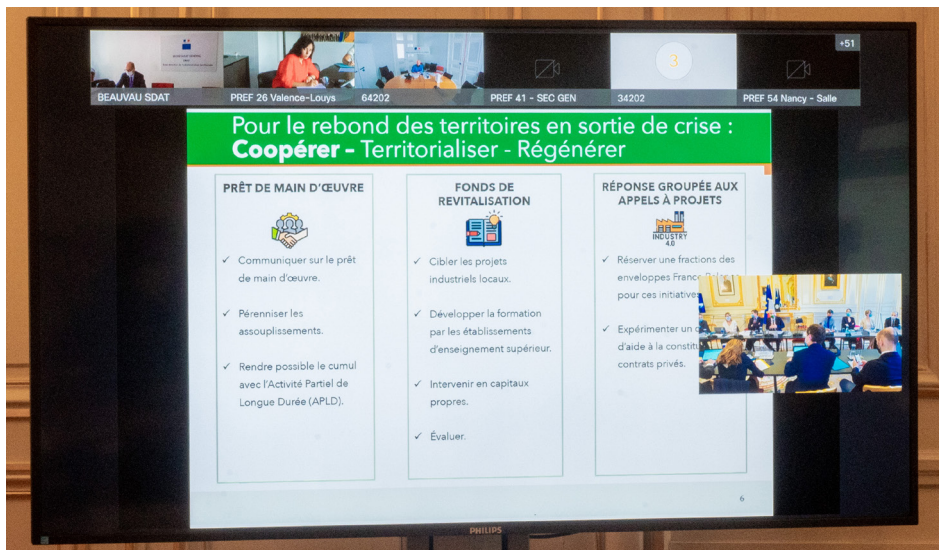 +51
BEAUVAU SDAT
PREF 26 Valence-Louys
64202
PREF 41 - SEC GEN
3
34202
PREF 54 Nancy - Salle
Pour le rebond des territoires en sortie de crise :
Coopérer – Territorialiser - Régénérer
PRÊT DE MAIN D'ŒUVRE
✓ Communiquer sur le prêt
de main d'œuvre.
✓ Pérenniser les
assouplissements.
✓ Rendre possible le cumul
avec l'Activité Partiel de
Longue Durée (APLD).
FONDS DE
REVITALISATION
✓ Cibler les projets
industriels locaux.
✓ Développer la formation
par les établissements
d'enseignement supérieur.
✓ Intervenir en capitaux
propres.
✓ Évaluer.
RÉPONSE GROUPÉE AUX
APPELS À PROJETS
INDUSTRY
4.0
✓ Réserver une fractions des
enveloppes France
pour ces initiatives
✓ Expérimenter un
d'aide à la
contrats privés.
6
PHILIPS